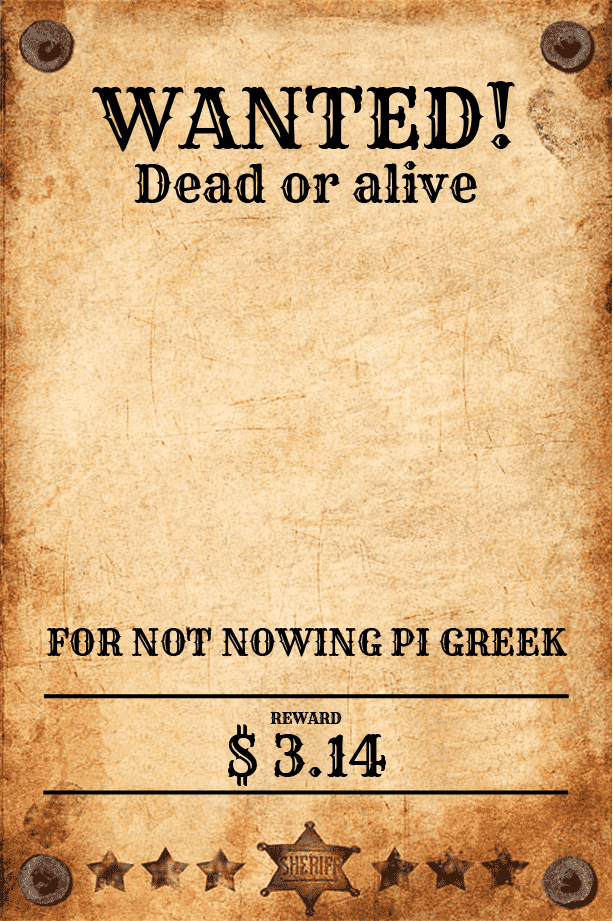 WANTED!
Dead or alive
FOR NOT NOWING PI GREEK
REWARD
$ 3.14
SHERIFF